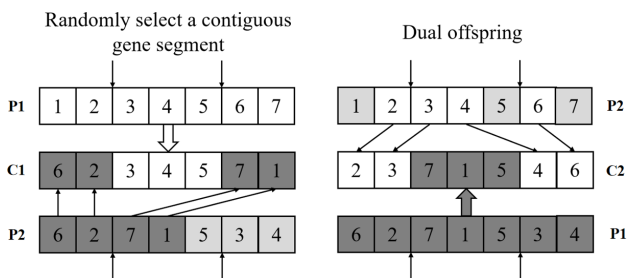 Randomly select a contiguous
gene segment
P1 1 2 3 4 5 6 7
C1 6 2 3 4 5 7 1
P2 6 2 7 1 5 3 4
Dual offspring
1 2 3 4 5 6 7 P2
2 3 7 1 5 4 6 C2
6 2 7 1 5 3 4 P1